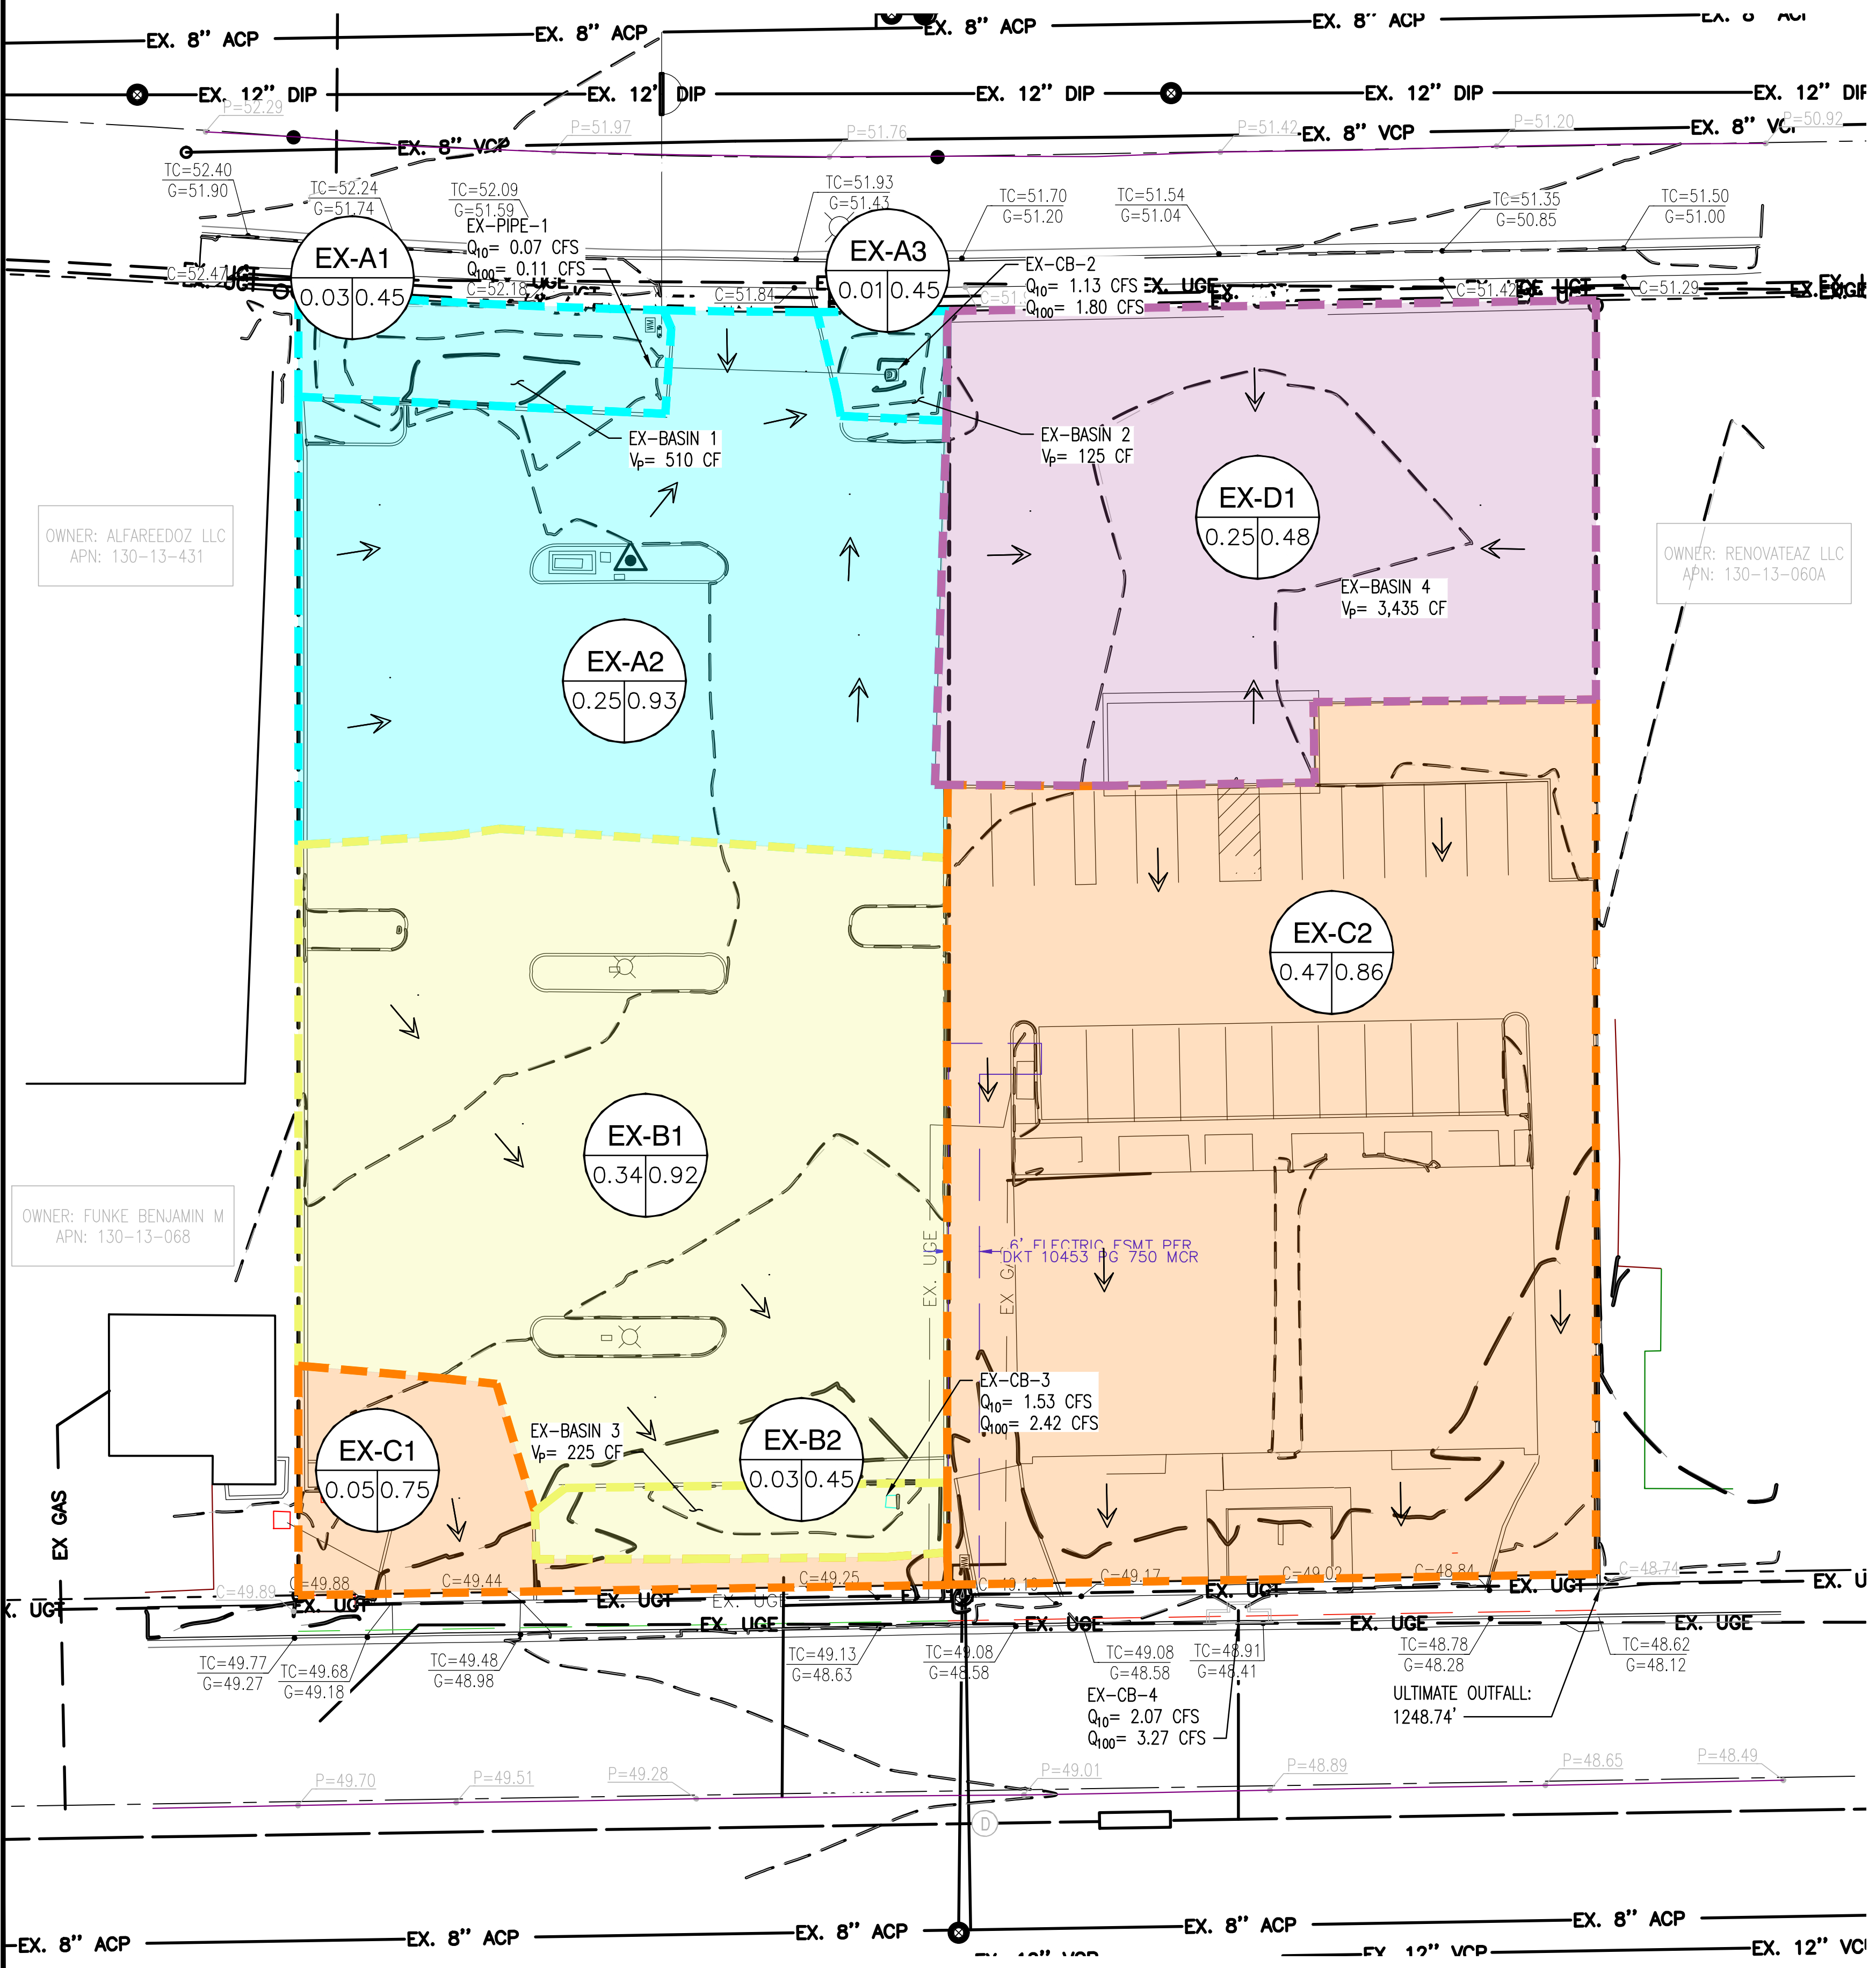 EX. 8” ACP
EX. 8” ACP
EX. 8” ACP
EX. 8” ACP
EX. 12” DIP
EX. 12” DIP
EX. 12” DIP
EX. 12” DIP
EX. 12” DIP
P=52.29
P=51.97
P=51.76
P=51.42
P=51.20
P=50.92
EX. 8” VCP
EX. 8” VCP
EX. 8”
TC=52.40
G=51.90
TC=52.24
G=51.74
TC=52.09
G=51.59
TC=51.93
G=51.43
TC=51.70
G=51.20
TC=51.54
G=51.04
TC=51.35
G=50.85
TC=51.50
G=51.00
EX-PIPE-1
Q10= 0.07 CFS
Q100= 0.11 CFS
C=52.47
C=52.18
C=51.84
C=51.42
C=51.29
EX. UGE
EX-A1
0.03 0.45
EX-A3
0.01 0.45
EX-CB-2
Q10= 1.13 CFS
Q100= 1.80 CFS
WM
EX-BASIN 1
VP= 510 CF
EX-BASIN 2
VP= 125 CF
EX-D1
0.25 0.48
OWNER: ALFAREEDOZ LLC
APN: 130-13-431
OWNER: RENOVATEAZ LLC
APN: 130-13-060A
EX-BASIN 4
VP= 3,435 CF
EX-A2
0.25 0.93
EX-C2
0.47 0.86
EX-B1
0.34 0.92
OWNER: FUNKE BENJAMIN M
APN: 130-13-068
6' ELECTRIC ESMT PER
DKT 10453 PG 750 MCR
EX. UGE
EX
EX-CB-3
Q10= 1.53 CFS
Q100= 2.42 CFS
EX-BASIN 3
VP= 225 CF
EX-B2
0.03 0.45
EX-C1
0.05 0.75
EX GAS
WM
C=49.89
C=49.88
C=49.44
C=49.25
C=49.17
C=49.02
C=48.84
C=48.74
UGT
EX. UGT
EX. UGT
EX. UGE
EX. UGT
EX. UGT
EX. UGE
EX. UGE
EX. UGE
EX. UGE
TC=49.77
G=49.27
TC=49.68
G=49.18
TC=49.48
G=48.98
TC=49.13
G=48.63
TC=49.08
G=48.58
TC=49.08
G=48.58
TC=48.91
G=48.41
TC=48.78
G=48.28
TC=48.62
G=48.12
EX-CB-4
Q10= 2.07 CFS
Q100= 3.27 CFS
ULTIMATE OUTFALL:
1248.74'
P=49.70
P=49.51
P=49.28
P=49.01
P=48.89
P=48.65
P=48.49
D
EX. 8” ACP
EX. 8” ACP
EX. 8” ACP
EX. 8” ACP
EX. 8” ACP
EX. 12” VCP
EX. 12”